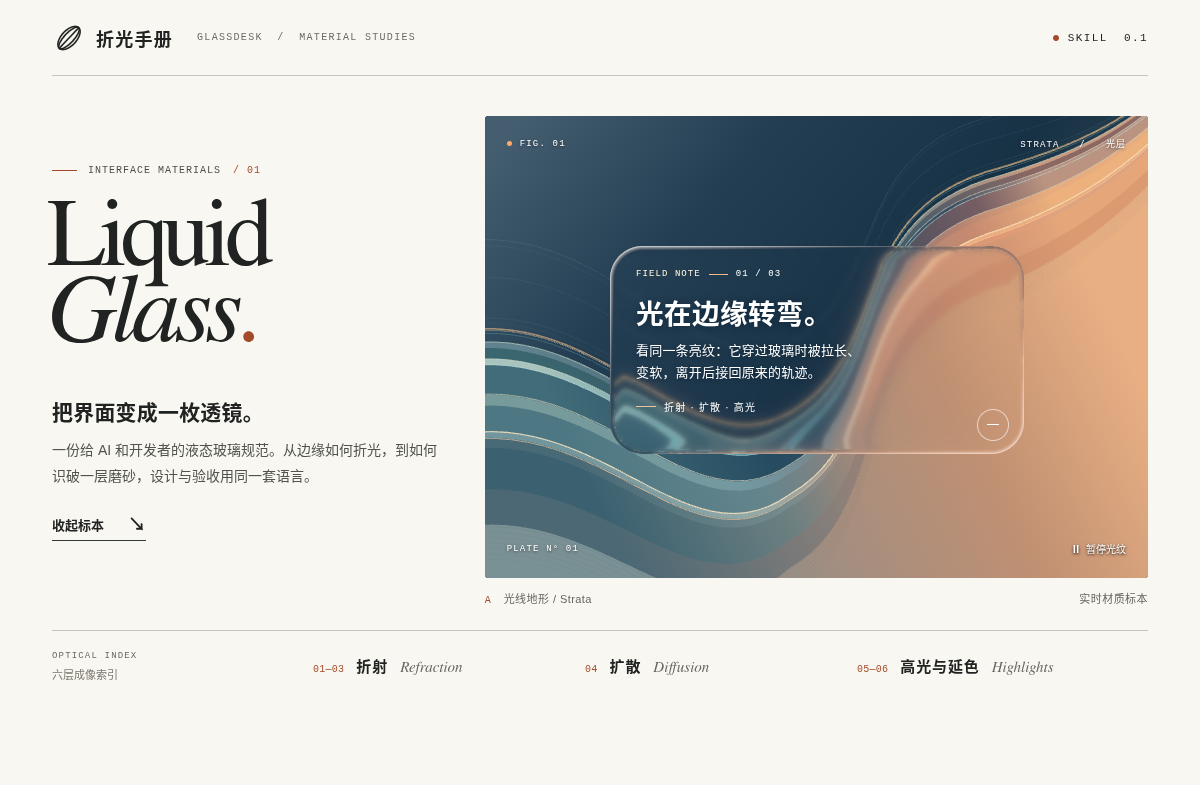 折光手册
GLASSDESK / MATERIAL STUDIES
SKILL 0.1
INTERFACE MATERIALS / 01
Liquid
Glass.
把界面变成一枚透镜。
一份给 AI 和开发者的液态玻璃规范。从边缘如何折光，到如何
识破一层磨砂，设计与验收用同一套语言。
收起标本 ↘
FIG. 01
STRATA / 光层
FIELD NOTE — 01 / 03
光在边缘转弯。
看同一条亮纹：它穿过玻璃时被拉长、
变软，离开后接回原来的轨迹。
折射 · 扩散 · 高光
PLATE N° 01
暂停光纹
A 光线地形 / Strata
实时材质标本
OPTICAL INDEX
六层成像索引
01—03 折射 Refraction
04 扩散 Diffusion
05—06 高光与延色 Highlights